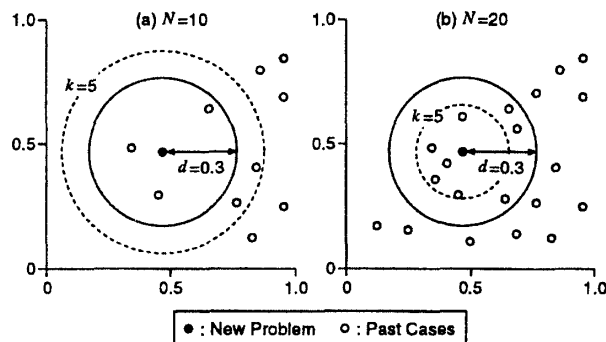 (a) N=10
1.0
0.5
0
k=5
d=0.3
0 0.5 1.0
(b) N=20
1.0
0.5
0
k=5
d=0.3
0 0.5 1.0
● : New Problem ○ : Past Cases